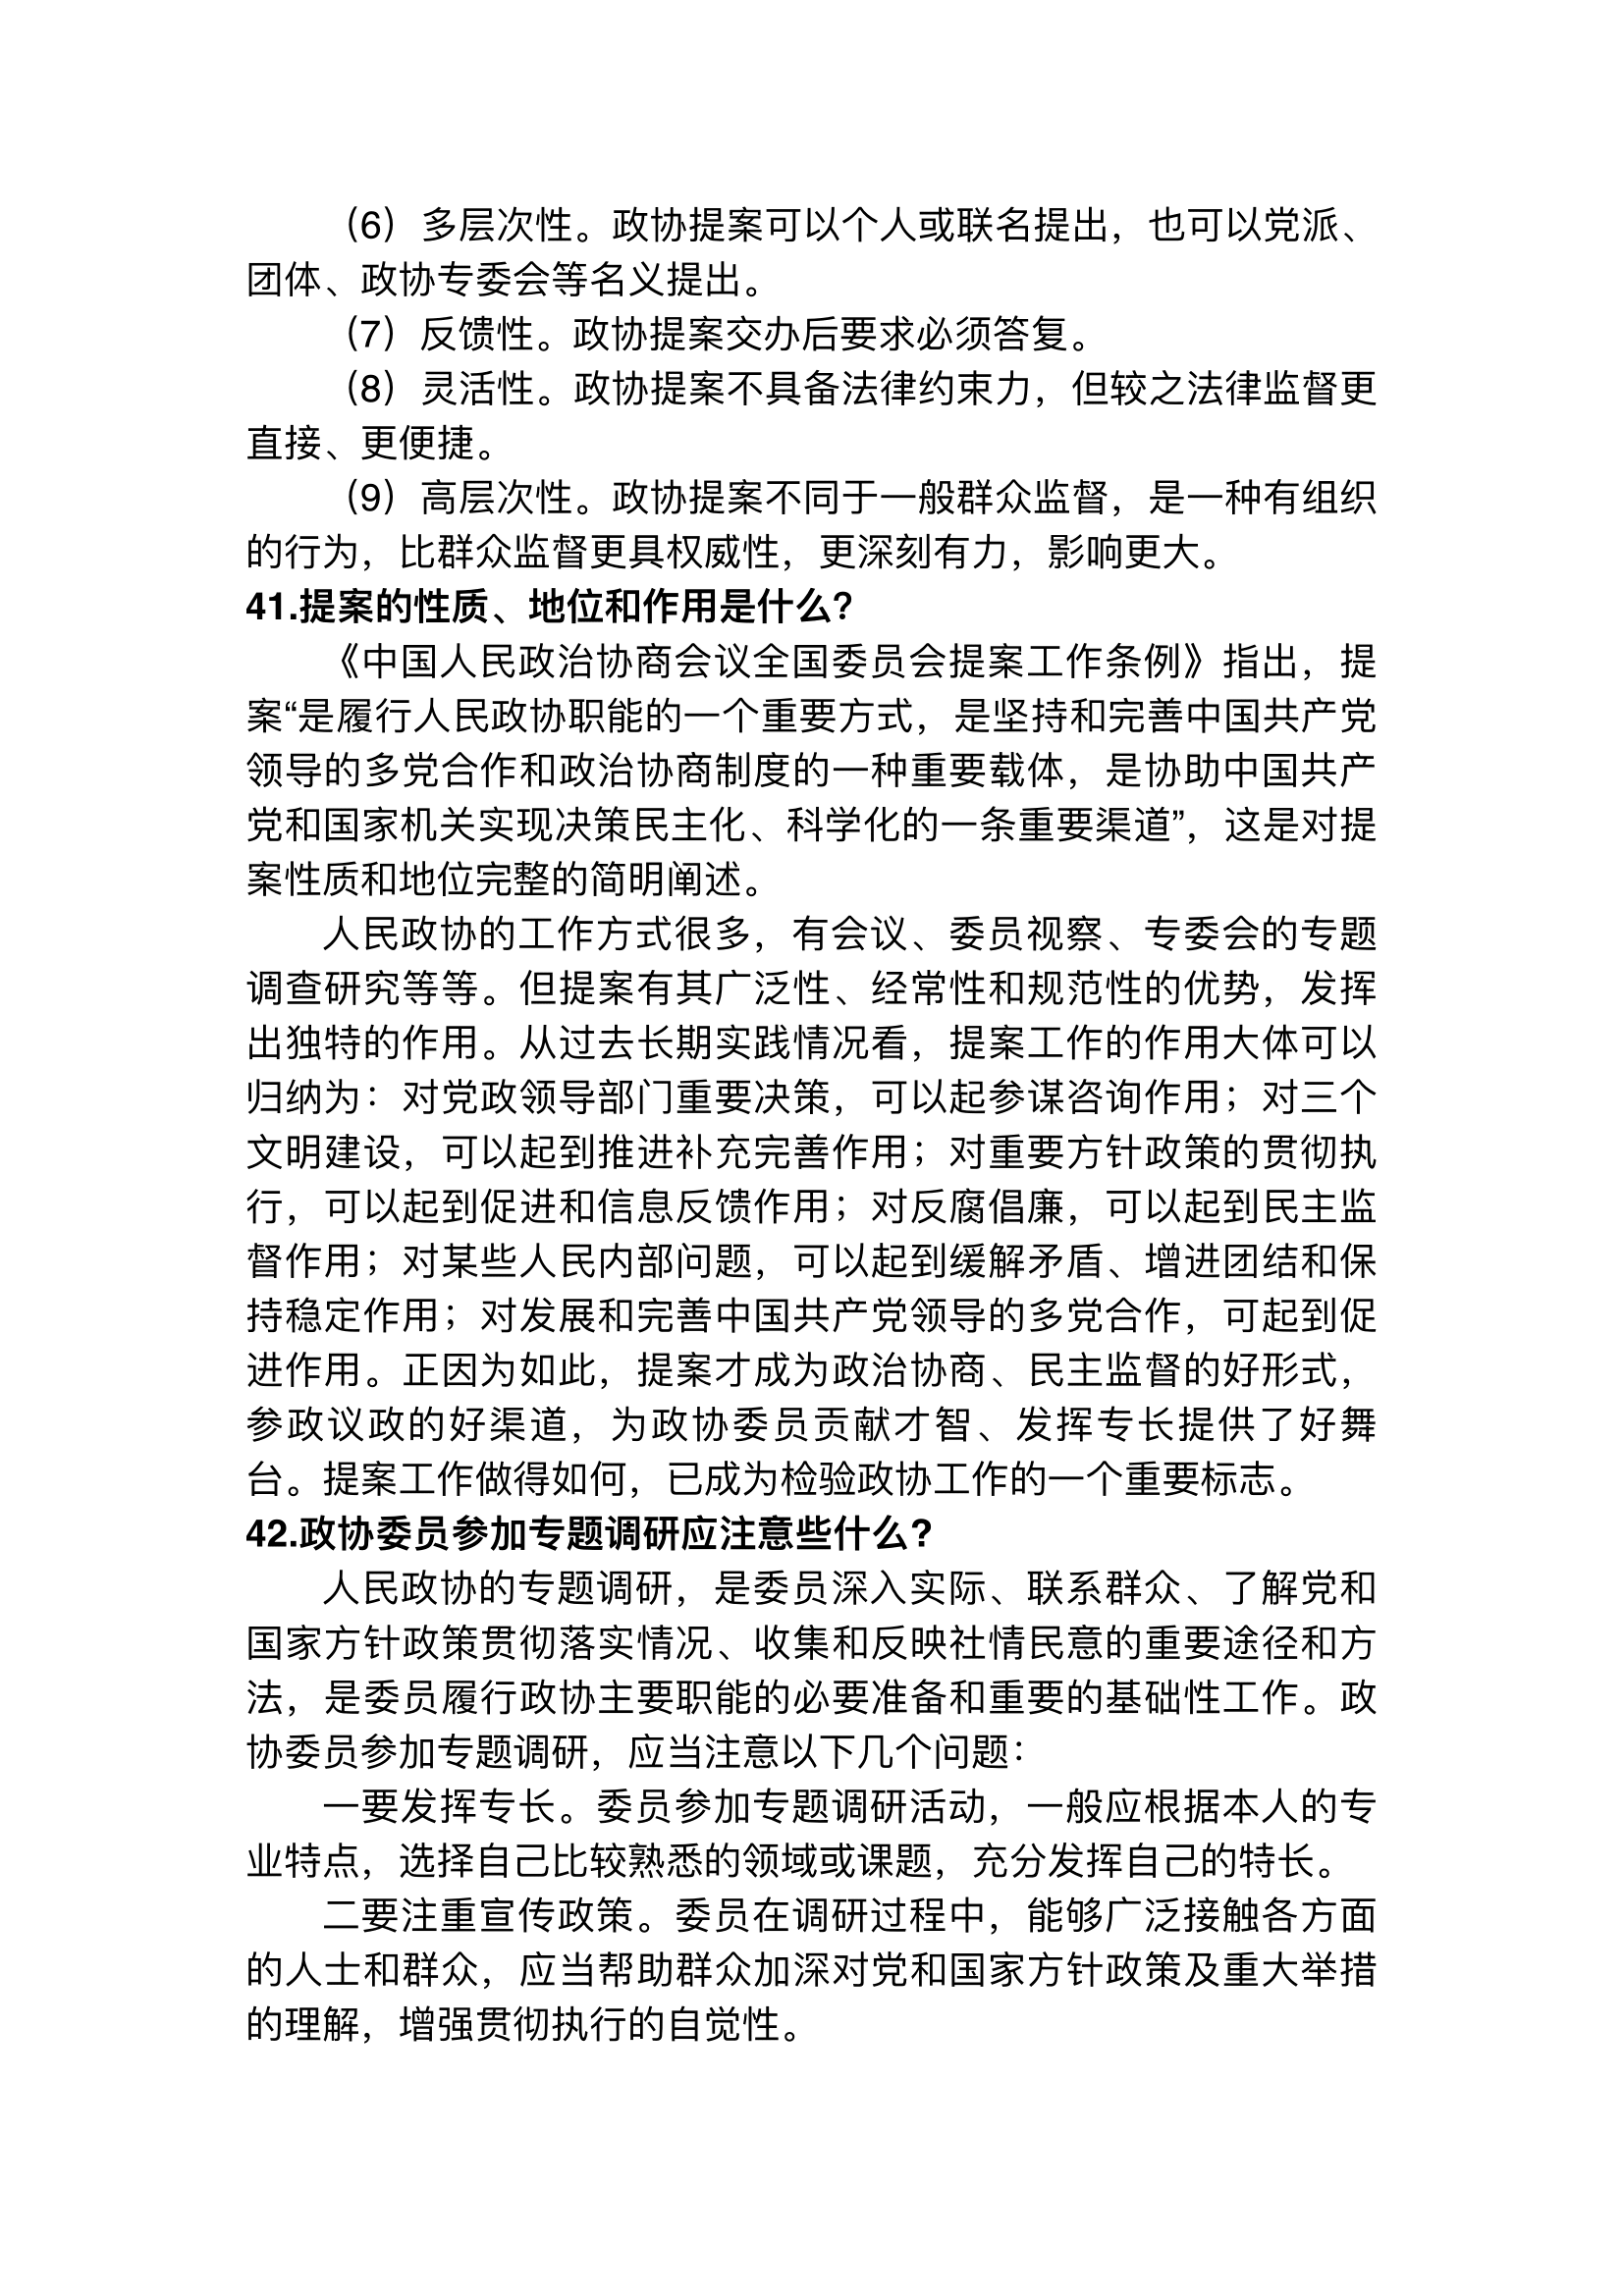 （6）多层次性。政协提案可以个人或联名提出，也可以党派、
团体、政协专委会等名义提出。
（7）反馈性。政协提案交办后要求必须答复。
（8）灵活性。政协提案不具备法律约束力，但较之法律监督更
直接、更便捷。
（9）高层次性。政协提案不同于一般群众监督，是一种有组织
的行为，比群众监督更具权威性，更深刻有力，影响更大。
41.提案的性质、地位和作用是什么？
《中国人民政治协商会议全国委员会提案工作条例》指出，提
案“是履行人民政协职能的一个重要方式，是坚持和完善中国共产党
领导的多党合作和政治协商制度的一种重要载体，是协助中国共产
党和国家机关实现决策民主化、科学化的一条重要渠道”，这是对提
案性质和地位完整的简明阐述。
人民政协的工作方式很多，有会议、委员视察、专委会的专题
调查研究等等。但提案有其广泛性、经常性和规范性的优势，发挥
出独特的作用。从过去长期实践情况看，提案工作的作用大体可以
归纳为：对党政领导部门重要决策，可以起参谋咨询作用；对三个
文明建设，可以起到推进补充完善作用；对重要方针政策的贯彻执
行，可以起到促进和信息反馈作用；对反腐倡廉，可以起到民主监
督作用；对某些人民内部问题，可以起到缓解矛盾、增进团结和保
持稳定作用；对发展和完善中国共产党领导的多党合作，可起到促
进作用。正因为如此，提案才成为政治协商、民主监督的好形式，
参政议政的好渠道，为政协委员贡献才智、发挥专长提供了好舞
台。提案工作做得如何，已成为检验政协工作的一个重要标志。
42.政协委员参加专题调研应注意些什么？
人民政协的专题调研，是委员深入实际、联系群众、了解党和
国家方针政策贯彻落实情况、收集和反映社情民意的重要途径和方
法，是委员履行政协主要职能的必要准备和重要的基础性工作。政
协委员参加专题调研，应当注意以下几个问题：
一要发挥专长。委员参加专题调研活动，一般应根据本人的专
业特点，选择自己比较熟悉的领域或课题，充分发挥自己的特长。
二要注重宣传政策。委员在调研过程中，能够广泛接触各方面
的人士和群众，应当帮助群众加深对党和国家方针政策及重大举措
的理解，增强贯彻执行的自觉性。